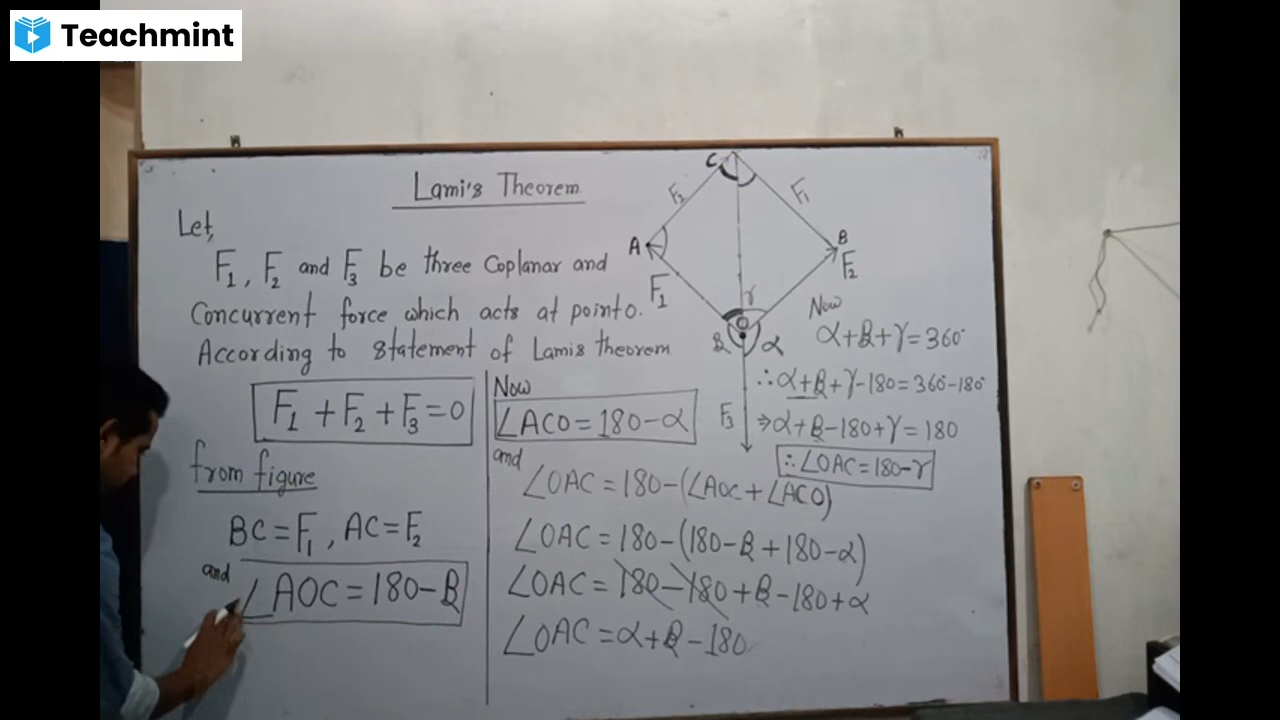 Teachmint
Lami's Theorem
Let,
F₁, F₂ and F₃ be three Coplanar and
Concurrent force which acts at point o.
According to statement of Lamis theorem
F₁ + F₂ + F₃ = 0
from figure
BC = F₁, AC = F₂
and ∠AOC = 180 - β
Now
∠ACO = 180 - α
and
∠OAC = 180 - (∠AOC + ∠ACO)
∠OAC = 180 - (180 - β + 180 - α)
∠OAC = 180 - 180 + β - 180 + α
∠OAC = α + β - 180
C
F₂
F₁
A
B
F₁
F₂
γ
O
β
α
F₃
Now
α + β + γ = 360°
∴ α + β + γ - 180 = 360° - 180°
⇒ α + β - 180 + γ = 180
∴ ∠OAC = 180 - γ